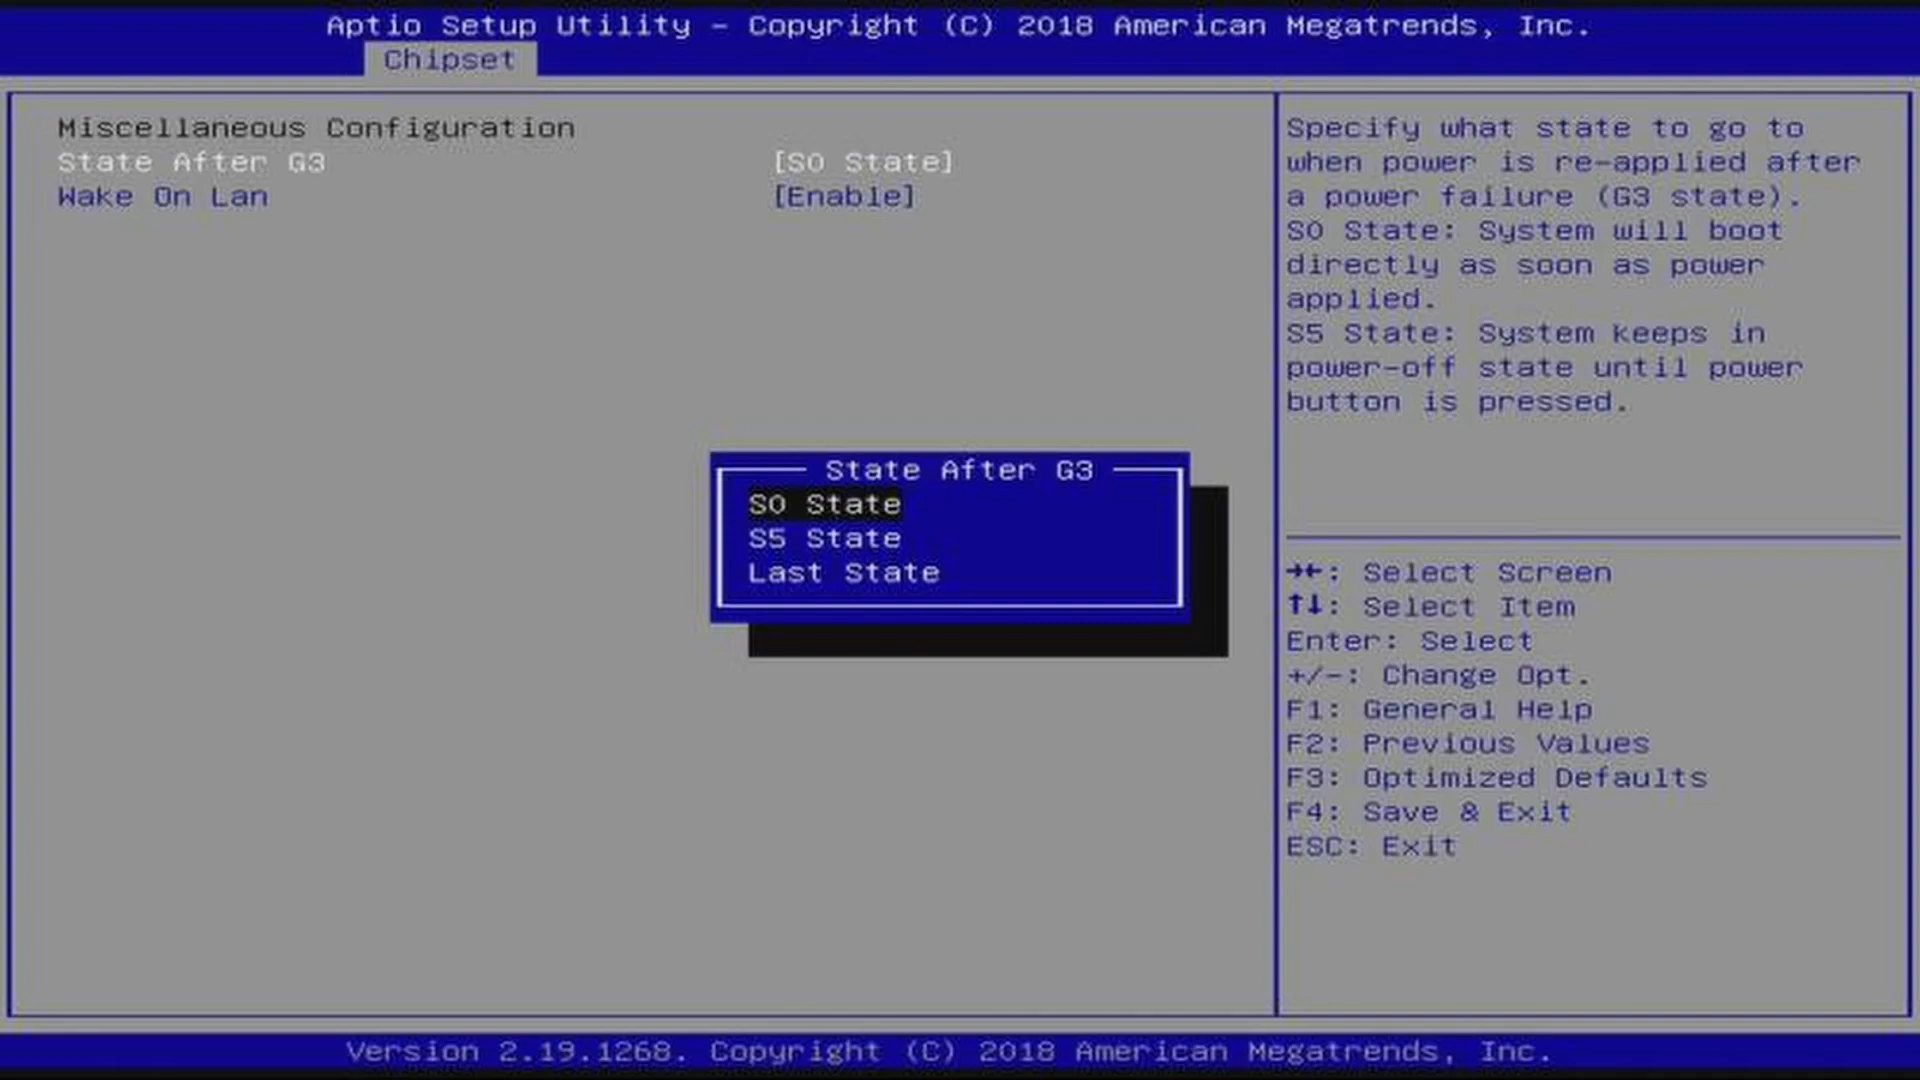 Aptio Setup Utility – Copyright (C) 2018 American Megatrends, Inc.
Chipset
Miscellaneous Configuration
State After G3 [S0 State]
Wake On Lan [Enable]
Specify what state to go to
when power is re-applied after
a power failure (G3 state).
S0 State: System will boot
directly as soon as power
applied.
S5 State: System keeps in
power-off state until power
button is pressed.
State After G3
S0 State
S5 State
Last State
→←: Select Screen
↑↓: Select Item
Enter: Select
+/-: Change Opt.
F1: General Help
F2: Previous Values
F3: Optimized Defaults
F4: Save & Exit
ESC: Exit
Version 2.19.1268. Copyright (C) 2018 American Megatrends, Inc.